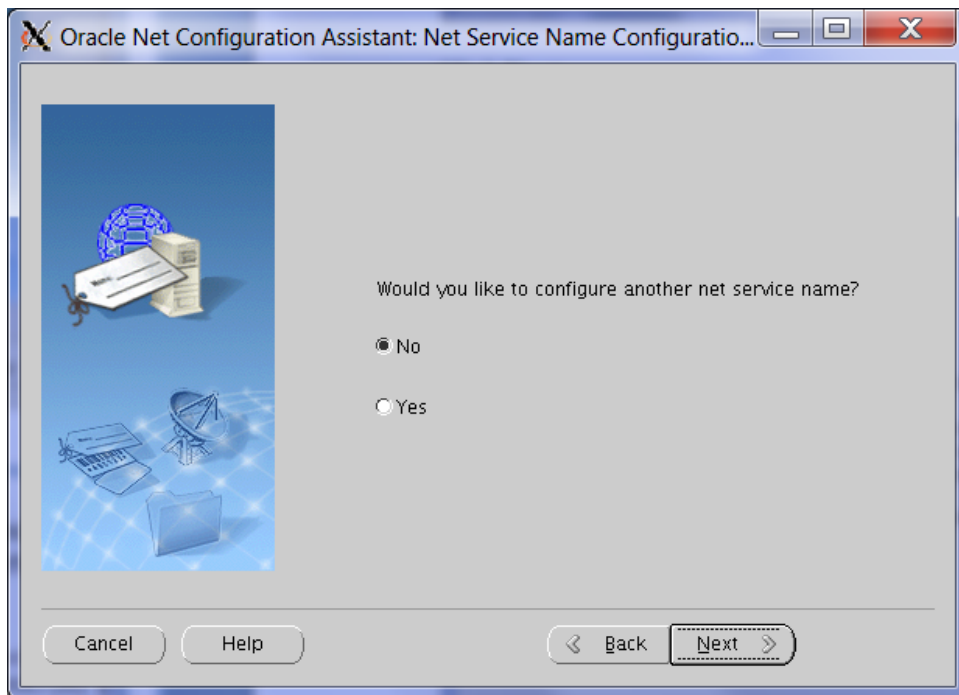 Oracle Net Configuration Assistant: Net Service Name Configuratio...
Would you like to configure another net service name?
No
Yes
Cancel
Help
Back
Next